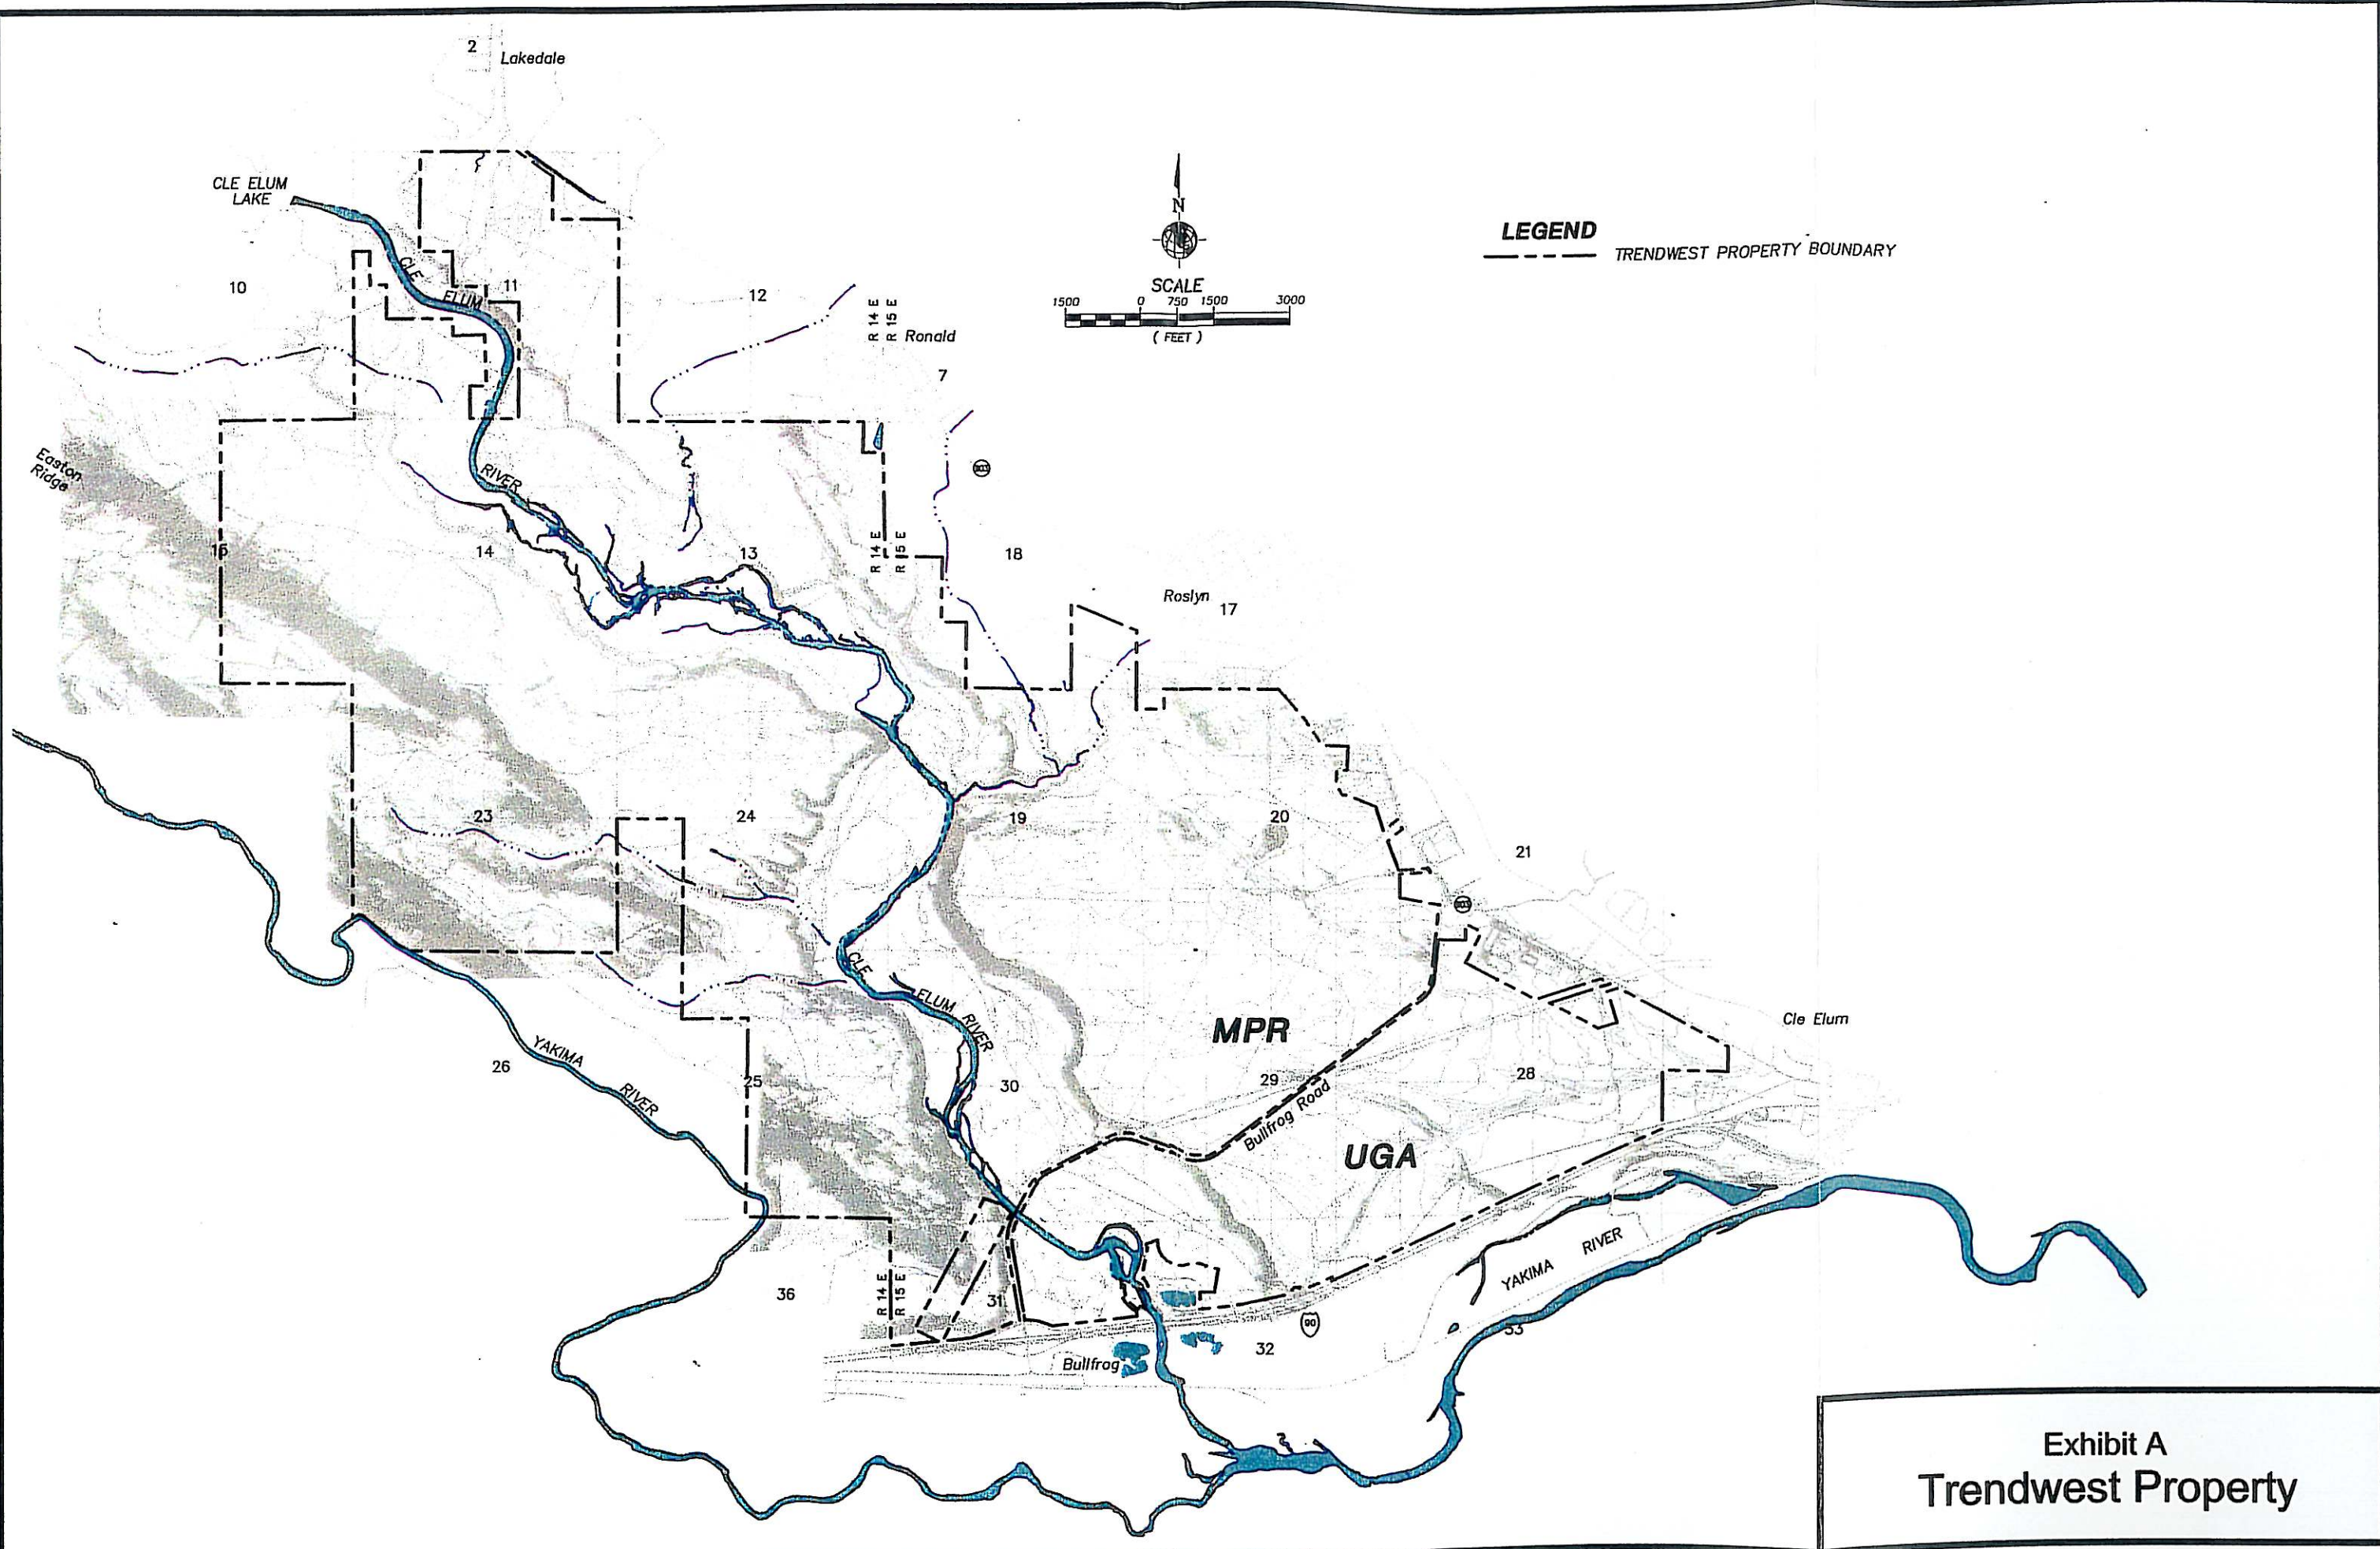 2
Lakedale
CLE ELUM
LAKE
N
LEGEND
TRENDWEST PROPERTY BOUNDARY
SCALE
1500 0 750 1500 3000
( FEET )
10
CLE
ELUM
11
12
R 14 E
R 15 E
Ronald
7
Easton
Ridge
RIVER
903
15
14
13
R 14 E
R 15 E
18
Roslyn
17
23
24
19
20
21
903
CLE
ELUM
RIVER
MPR
Cle Elum
26
YAKIMA
RIVER
25
30
29
Bullfrog Road
28
UGA
36
R 14 E
R 15 E
31
YAKIMA
RIVER
90
32
33
Bullfrog
Exhibit A
Trendwest Property